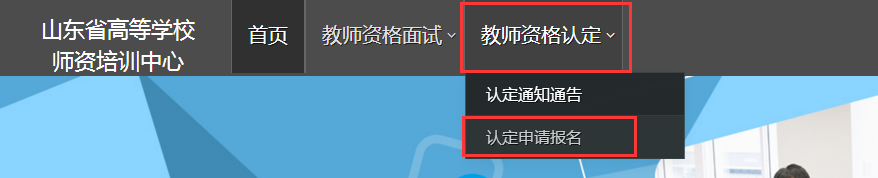 山东省高等学校
师资培训中心
首页
教师资格面试
教师资格认定
认定通知通告
认定申请报名